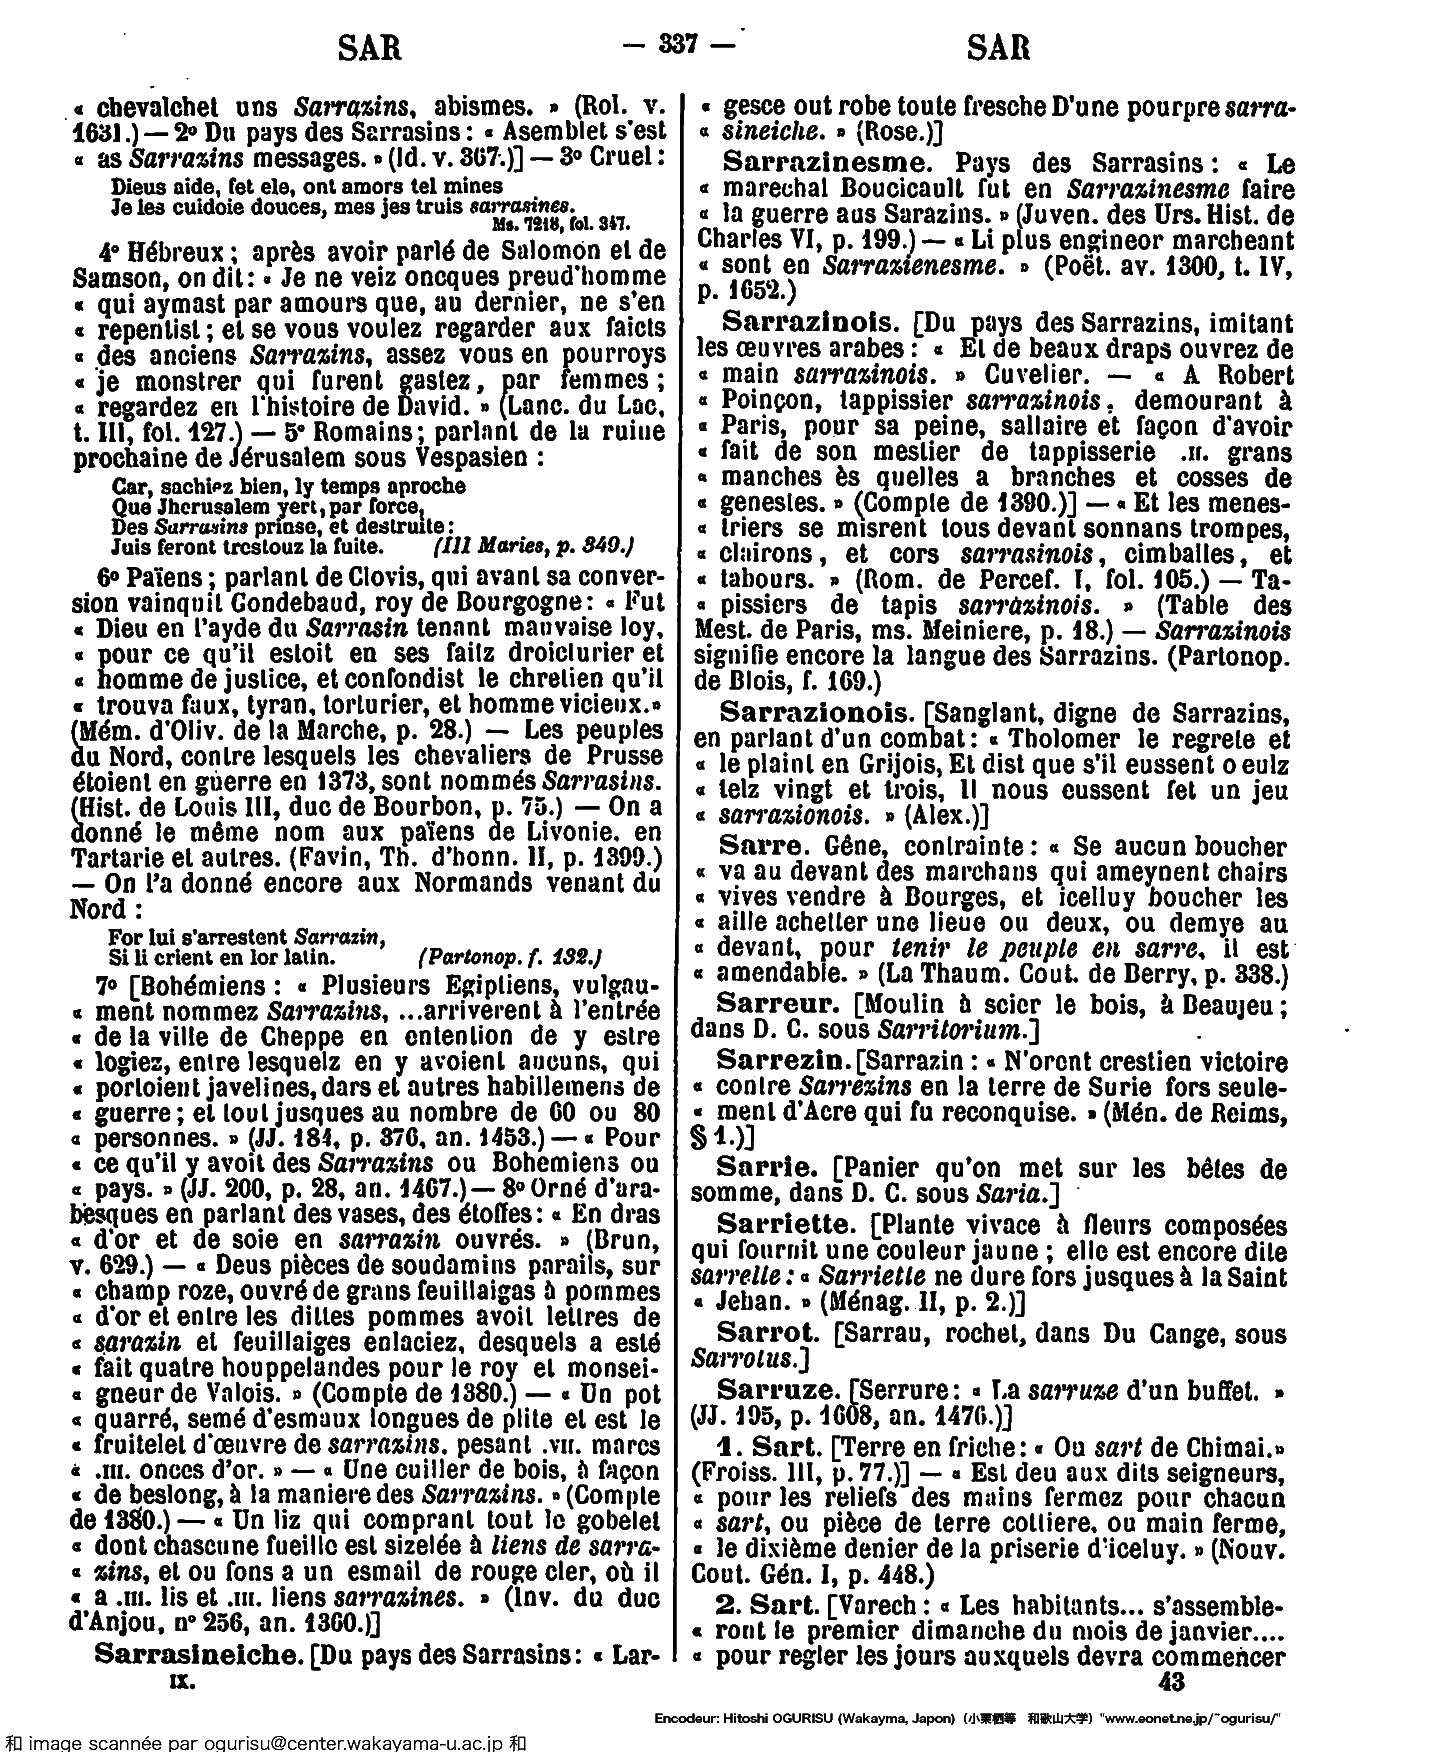 SAR — 337 — SAR
« chevalchet uns Sarrazins, abismes. » (Rol. v.
1631.) — 2º Du pays des Sarrasins : « Asemblet s'est
« as Sarrazins messages. » (Id. v. 367.)] — 3º Cruel :
Dieus aide, fet ele, ont amors tel mines
Je les cuidoie douces, mes jes truis sarrasines.
Ms. 7218, fol. 347.
4º Hébreux ; après avoir parlé de Salomon et de
Samson, on dit : « Je ne veiz oncques preud'homme
« qui aymast par amours que, au dernier, ne s'en
« repentist ; et se vous voulez regarder aux faicts
« des anciens Sarrazins, assez vous en pourroys
« je monstrer qui furent gastez, par femmes ;
« regardez en l'histoire de David. » (Lanc. du Lac,
t. III, fol. 127.) — 5º Romains ; parlant de la ruine
prochaine de Jérusalem sous Vespasien :
Car, sachiez bien, ly temps aproche
Que Jherusalem yert, par force,
Des Sarrasins prinse, et destruite :
Juis feront trestouz la fuite. (III Maries, p. 349.)
6º Païens ; parlant de Clovis, qui avant sa conver-
sion vainquit Gondebaud, roy de Bourgogne : « Fut
« Dieu en l'ayde du Sarrasin tenant mauvaise loy,
« pour ce qu'il estoit en ses faitz droicturier et
« homme de justice, et confondist le chretien qu'il
« trouva faux, tyran, torturier, et homme vicieux. »
(Mém. d'Oliv. de la Marche, p. 28.) — Les peuples
du Nord, contre lesquels les chevaliers de Prusse
étoient en guerre en 1373, sont nommés Sarrasins.
(Hist. de Louis III, duc de Bourbon, p. 75.) — On a
donné le même nom aux païens de Livonie, en
Tartarie et autres. (Favin, Th. d'honn. II, p. 1399.)
— On l'a donné encore aux Normands venant du
Nord :
For lui s'arrestent Sarrazin,
Si li crient en lor latin. (Partonop. f. 132.)
7º [Bohémiens : « Plusieurs Egiptiens, vulgau-
« ment nommez Sarrazins, ...arriverent à l'entrée
« de la ville de Cheppe en entention de y estre
« logiez, entre lesquelz en y avoient aucuns, qui
« portoient javelines, dars et autres habillemens de
« guerre ; et tout jusques au nombre de 60 ou 80
« personnes. » (JJ. 184, p. 376, an. 1453.) — « Pour
« ce qu'il y avoit des Sarrazins ou Bohemiens ou
« pays. » (JJ. 200, p. 28, an. 1467.) — 8º Orné d'ara-
besques en parlant des vases, des étoffes : « En dras
« d'or et de soie en sarrazin ouvrés. » (Brun,
v. 629.) — « Deus pièces de soudamins parails, sur
« champ roze, ouvré de grans feuillaigas à pommes
« d'or et entre les dittes pommes avoit lettres de
« sarazin et feuillaiges enlaciez, desquels a esté
« fait quatre houppelandes pour le roy et monsei-
« gneur de Valois. » (Compte de 1380.) — « Un pot
« quarré, semé d'esmaux longues de plite et est le
« fruitelet d'œuvre de sarrazins, pesant .VII. marcs
« .III. onces d'or. » — « Une cuiller de bois, à façon
« de beslong, à la maniere des Sarrazins. » (Compte
de 1380.) — « Un liz qui comprant tout le gobelet
« dont chascune fueille est sizelée à liens de sarra-
« zins, et ou fons a un esmail de rouge cler, où il
« a .III. lis et .III. liens sarrazines. » (Inv. du duc
d'Anjou, nº 256, an. 1360.)]
Sarrasineiche. [Du pays des Sarrasins : « Lar-
IX.
« gesce out robe toute fresche D'une pourpre sarra-
« sineiche. » (Rose.)]
Sarrazinesme. Pays des Sarrasins : « Le
« marechal Boucicault fut en Sarrazinesme faire
« la guerre aus Sarazins. » (Juven. des Urs. Hist. de
Charles VI, p. 199.) — « Li plus engineor marcheant
« sont en Sarrazienesme. » (Poët. av. 1300, t. IV,
p. 1652.)
Sarrazinois. [Du pays des Sarrazins, imitant
les œuvres arabes : « Et de beaux draps ouvrez de
« main sarrazinois. » Cuvelier. — « A Robert
« Poinçon, tappissier sarrazinois, demourant à
« Paris, pour sa peine, sallaire et façon d'avoir
« fait de son mestier de tappisserie .II. grans
« manches ès quelles a branches et cosses de
« genestes. » (Compte de 1390.)] — « Et les menes-
« triers se misrent tous devant sonnans trompes,
« clairons, et cors sarrasinois, cimballes, et
« tabours. » (Rom. de Percef. I, fol. 105.) — Ta-
« pissiers de tapis sarràzinois. » (Table des
Mest. de Paris, ms. Meiniere, p. 18.) — Sarrazinois
signifie encore la langue des Sarrazins. (Partonop.
de Blois, f. 169.)
Sarrazionois. [Sanglant, digne de Sarrazins,
en parlant d'un combat : « Tholomer le regrete et
« le plaint en Grijois, Et dist que s'il eussent o eulz
« telz vingt et trois, Il nous eussent fet un jeu
« sarrazionois. » (Alex.)]
Sarre. Gêne, contrainte : « Se aucun boucher
« va au devant des marchans qui ameynent chairs
« vives vendre à Bourges, et icelluy boucher les
« aille achetter une lieue ou deux, ou demye au
« devant, pour tenir le peuple en sarre, il est
« amendable. » (La Thaum. Cout. de Berry, p. 338.)
Sarreur. [Moulin à scier le bois, à Beaujeu ;
dans D. C. sous Sarritorium.]
Sarrezin. [Sarrazin : « N'oront crestien victoire
« contre Sarrezins en la terre de Surie fors seule-
« ment d'Acre qui fu reconquise. » (Mén. de Reims,
§ 1.)]
Sarrie. [Panier qu'on met sur les bêtes de
somme, dans D. C. sous Saria.]
Sarriette. [Plante vivace à fleurs composées
qui fournit une couleur jaune ; elle est encore dite
sarrette : « Sarriette ne dure fors jusques à la Saint
« Jehan. » (Ménag. II, p. 2.)]
Sarrot. [Sarrau, rochet, dans Du Cange, sous
Sarrotus.]
Sarruze. [Serrure : « La sarruze d'un buffet. »
(JJ. 195, p. 1608, an. 1476.)]
1. Sart. [Terre en friche : « Ou sart de Chimai. »
(Froiss. III, p. 77.)] — « Est deu aux dits seigneurs,
« pour les reliefs des mains fermez pour chacun
« sart, ou pièce de terre cottiere, ou main ferme,
« le dixième denier de la priserie d'iceluy. » (Nouv.
Cout. Gén. I, p. 448.)
2. Sart. [Varech : « Les habitants... s'assemble-
« ront le premier dimanche du mois de janvier....
« pour regler les jours auxquels devra commencer
43
Encodeur: Hitoshi OGURISU (Wakayma, Japon) (小栗栖等 和歌山大学) "www.eonet.ne.jp/~ogurisu/"
和 image scannée par ogurisu@center.wakayama-u.ac.jp 和